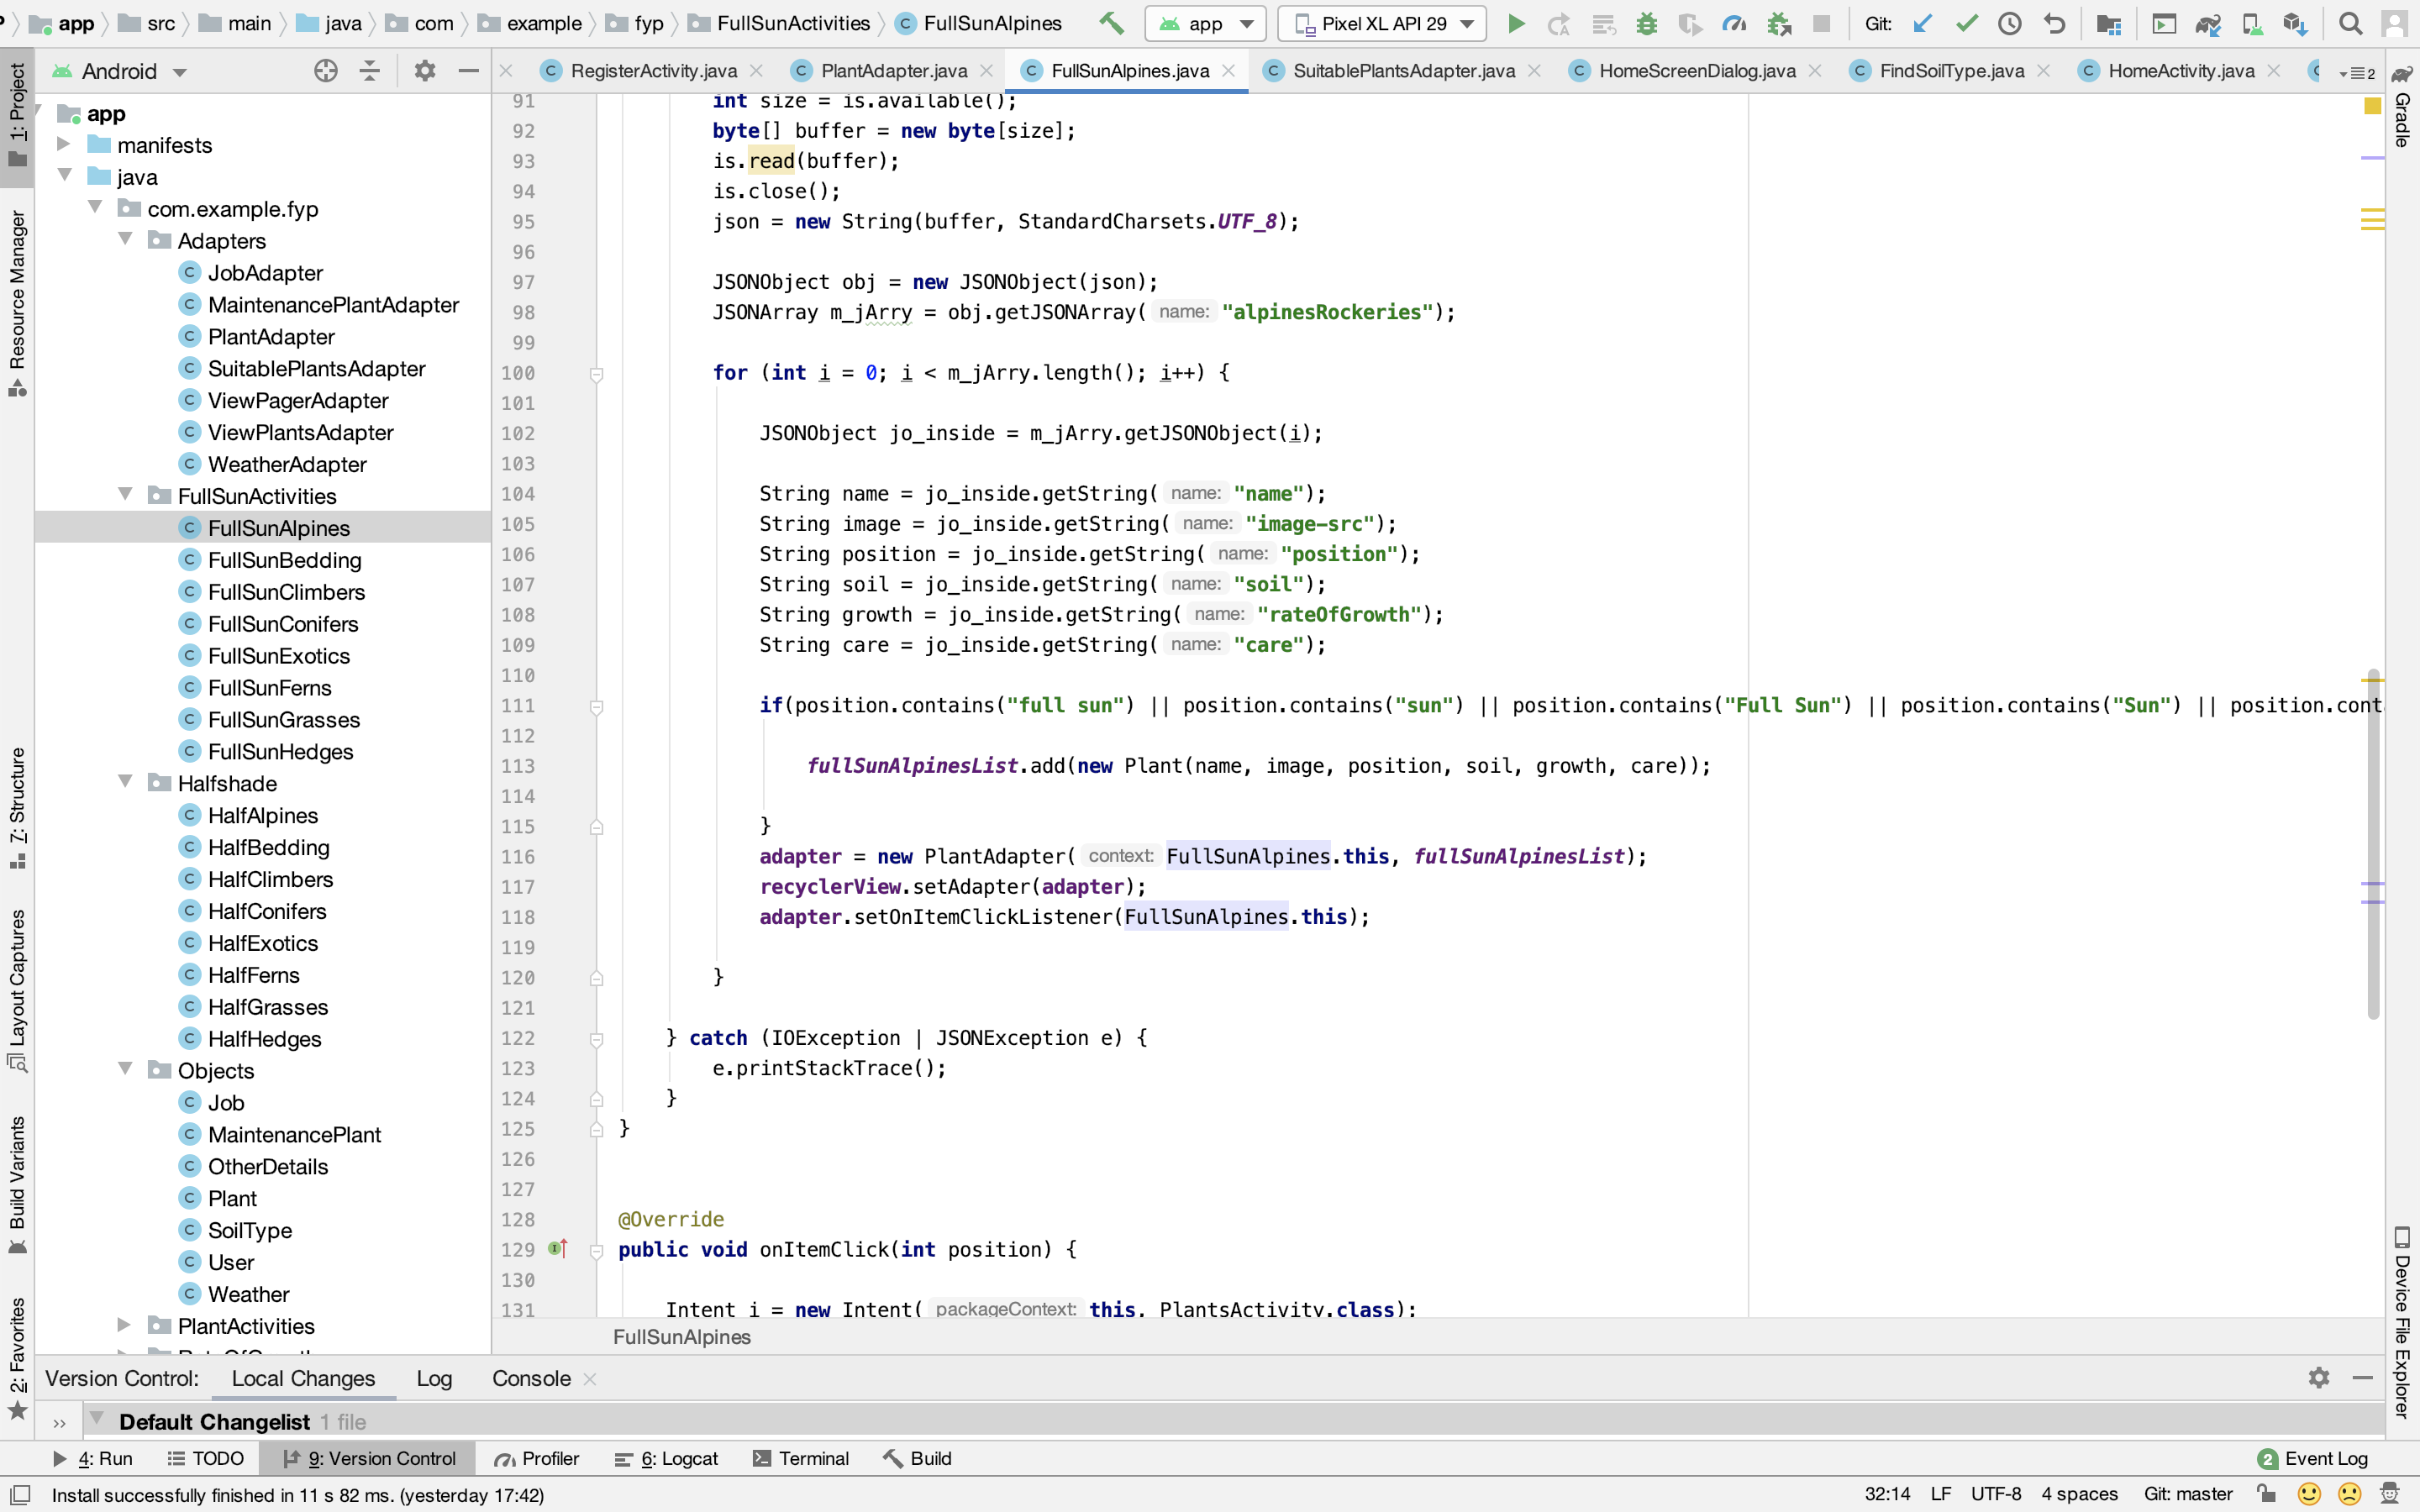 app src main java com example fyp FullSunActivities FullSunAlpines app Pixel XL API 29 Git:
Android RegisterActivity.java PlantAdapter.java FullSunAlpines.java SuitablePlantsAdapter.java HomeScreenDialog.java FindSoilType.java HomeActivity.java 2
1: Project
Resource Manager
7: Structure
Layout Captures
Build Variants
2: Favorites
app
manifests
java
com.example.fyp
Adapters
JobAdapter
MaintenancePlantAdapter
PlantAdapter
SuitablePlantsAdapter
ViewPagerAdapter
ViewPlantsAdapter
WeatherAdapter
FullSunActivities
FullSunAlpines
FullSunBedding
FullSunClimbers
FullSunConifers
FullSunExotics
FullSunFerns
FullSunGrasses
FullSunHedges
Halfshade
HalfAlpines
HalfBedding
HalfClimbers
HalfConifers
HalfExotics
HalfFerns
HalfGrasses
HalfHedges
Objects
Job
MaintenancePlant
OtherDetails
Plant
SoilType
User
Weather
PlantActivities
91 int size = is.available();
92 byte[] buffer = new byte[size];
93 is.read(buffer);
94 is.close();
95 json = new String(buffer, StandardCharsets.UTF_8);
96
97 JSONObject obj = new JSONObject(json);
98 JSONArray m_jArry = obj.getJSONArray( name: "alpinesRockeries");
99
100 for (int i = 0; i < m_jArry.length(); i++) {
101
102 JSONObject jo_inside = m_jArry.getJSONObject(i);
103
104 String name = jo_inside.getString( name: "name");
105 String image = jo_inside.getString( name: "image-src");
106 String position = jo_inside.getString( name: "position");
107 String soil = jo_inside.getString( name: "soil");
108 String growth = jo_inside.getString( name: "rateOfGrowth");
109 String care = jo_inside.getString( name: "care");
110
111 if(position.contains("full sun") || position.contains("sun") || position.contains("Full Sun") || position.contains("Sun") || position.cont
112
113 fullSunAlpinesList.add(new Plant(name, image, position, soil, growth, care));
114
115 }
116 adapter = new PlantAdapter( context: FullSunAlpines.this, fullSunAlpinesList);
117 recyclerView.setAdapter(adapter);
118 adapter.setOnItemClickListener(FullSunAlpines.this);
119
120 }
121
122 } catch (IOException | JSONException e) {
123 e.printStackTrace();
124 }
125 }
126
127
128 @Override
129 public void onItemClick(int position) {
130
131 Intent i = new Intent( packageContext: this, PlantsActivity.class);
FullSunAlpines
Gradle
Device File Explorer
Version Control: Local Changes Log Console
Default Changelist 1 file
4: Run TODO 9: Version Control Profiler 6: Logcat Terminal Build 2 Event Log
Install successfully finished in 11 s 82 ms. (yesterday 17:42) 32:14 LF UTF-8 4 spaces Git: master